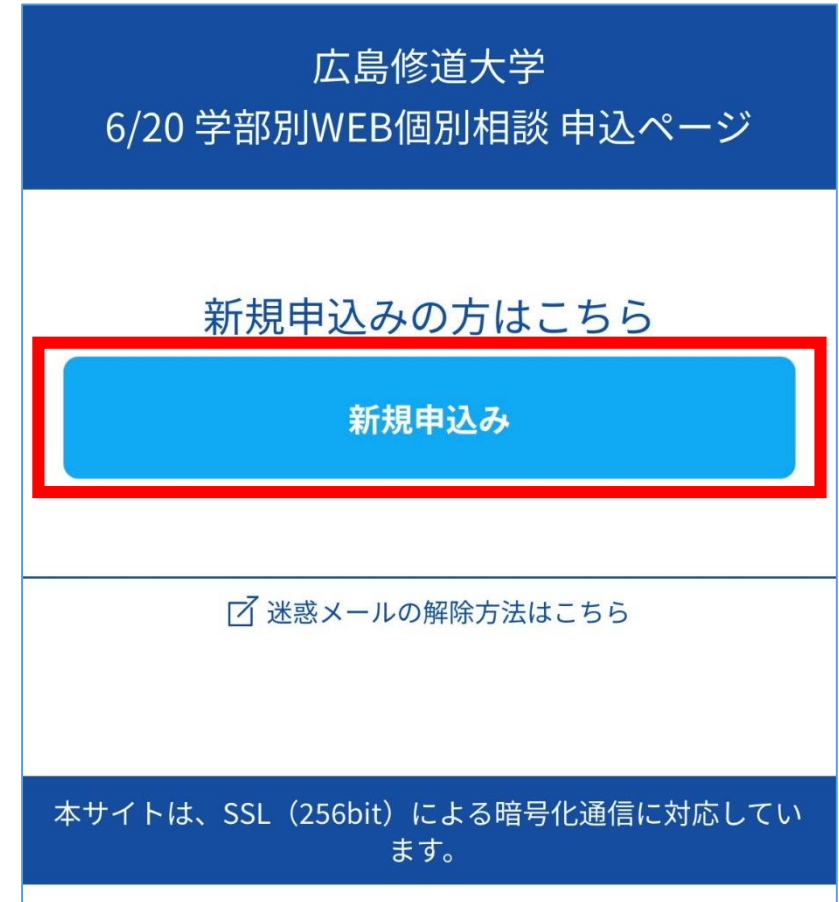 広島修道大学
6/20 学部別WEB個別相談 申込ページ
新規申込みの方はこちら
新規申込み
迷惑メールの解除方法はこちら
本サイトは、SSL（256bit）による暗号化通信に対応してい
ます。